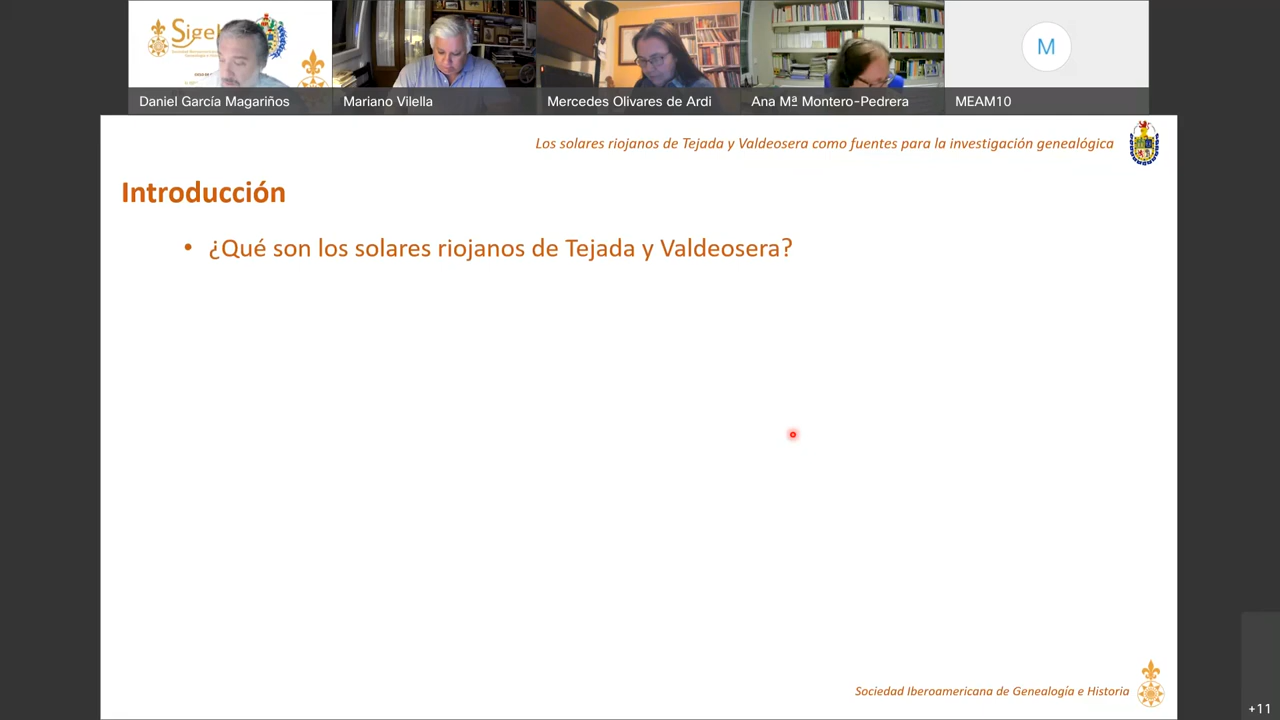 Sigel
Daniel García Magariños
Mariano Vilella
Mercedes Olivares de Ardi
Ana Mª Montero-Pedrera
M
MEAM10
Los solares riojanos de Tejada y Valdeosera como fuentes para la investigación genealógica
Introducción
• ¿Qué son los solares riojanos de Tejada y Valdeosera?
Sociedad Iberoamericana de Genealogía e Historia
+11